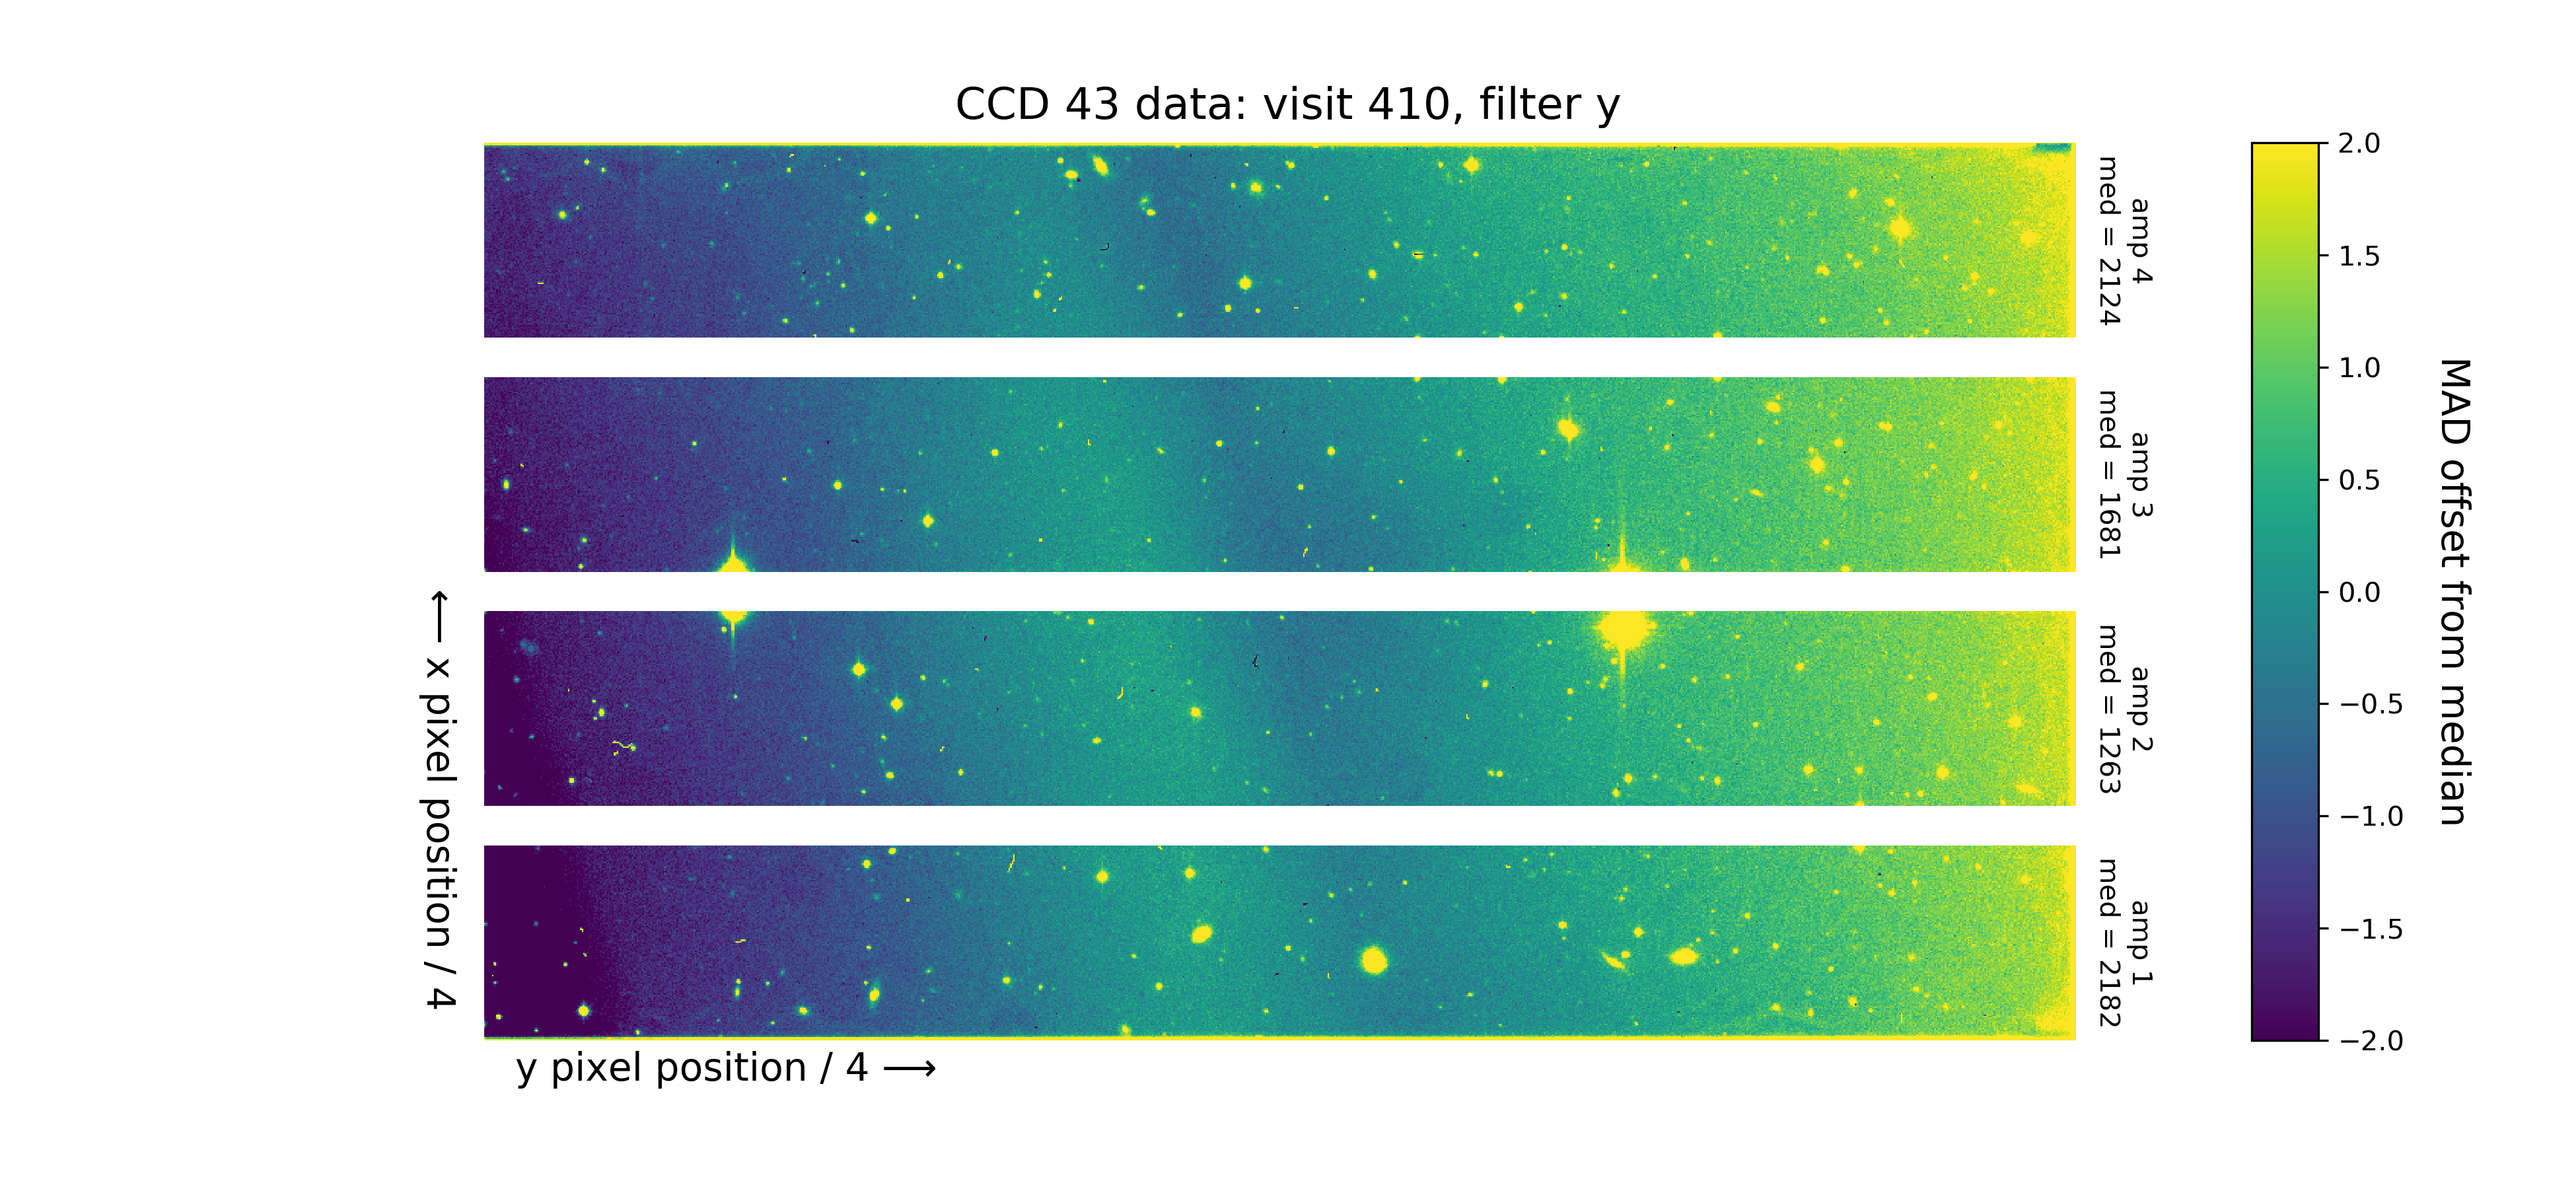 CCD 43 data: visit 410, filter y
amp 4
med = 2124
amp 3
med = 1681
amp 2
med = 1263
amp 1
med = 2182
⟵ x pixel position / 4
y pixel position / 4 ⟶
2.0
1.5
1.0
0.5
0.0
−0.5
−1.0
−1.5
−2.0
MAD offset from median